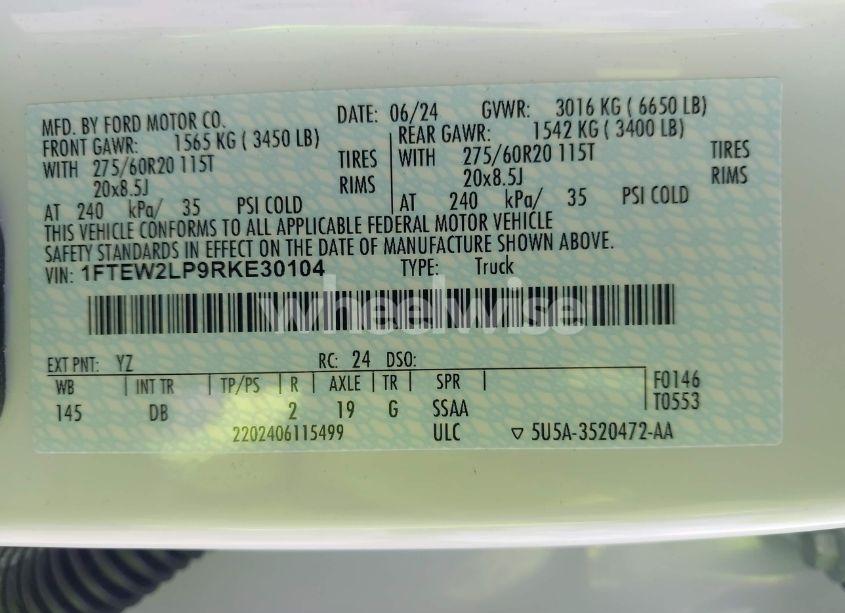 MFD. BY FORD MOTOR CO. DATE: 06/24 GVWR: 3016 KG ( 6650 LB)
FRONT GAWR: 1565 KG ( 3450 LB) REAR GAWR: 1542 KG ( 3400 LB)
WITH 275/60R20 115T TIRES WITH 275/60R20 115T TIRES
20x8.5J RIMS 20x8.5J RIMS
AT 240 kPa/ 35 PSI COLD AT 240 kPa/ 35 PSI COLD
THIS VEHICLE CONFORMS TO ALL APPLICABLE FEDERAL MOTOR VEHICLE
SAFETY STANDARDS IN EFFECT ON THE DATE OF MANUFACTURE SHOWN ABOVE.
VIN: 1FTEW2LP9RKE30104 TYPE: Truck
wheelwise
EXT PNT: YZ RC: 24 DSO:
WB INT TR TP/PS R AXLE TR SPR F0146
145 DB 2 19 G SSAA T0553
2202406115499 ULC ▽ 5U5A-3520472-AA